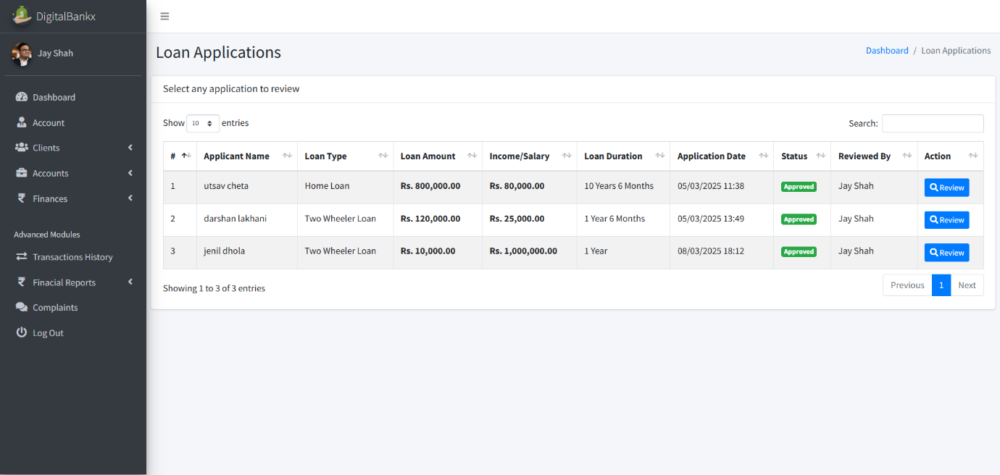 DigitalBankx
Jay Shah
Dashboard
Account
Clients
Accounts
Finances
Advanced Modules
Transactions History
Finacial Reports
Complaints
Log Out
Loan Applications
Dashboard / Loan Applications
Select any application to review
Show 10 entries
Search:
# Applicant Name Loan Type Loan Amount Income/Salary Loan Duration Application Date Status Reviewed By Action
1 utsav cheta Home Loan Rs. 800,000.00 Rs. 80,000.00 10 Years 6 Months 05/03/2025 11:38 Approved Jay Shah Review
2 darshan lakhani Two Wheeler Loan Rs. 120,000.00 Rs. 25,000.00 1 Year 6 Months 05/03/2025 13:49 Approved Jay Shah Review
3 jenil dhola Two Wheeler Loan Rs. 10,000.00 Rs. 1,000,000.00 1 Year 08/03/2025 18:12 Approved Jay Shah Review
Showing 1 to 3 of 3 entries
Previous 1 Next